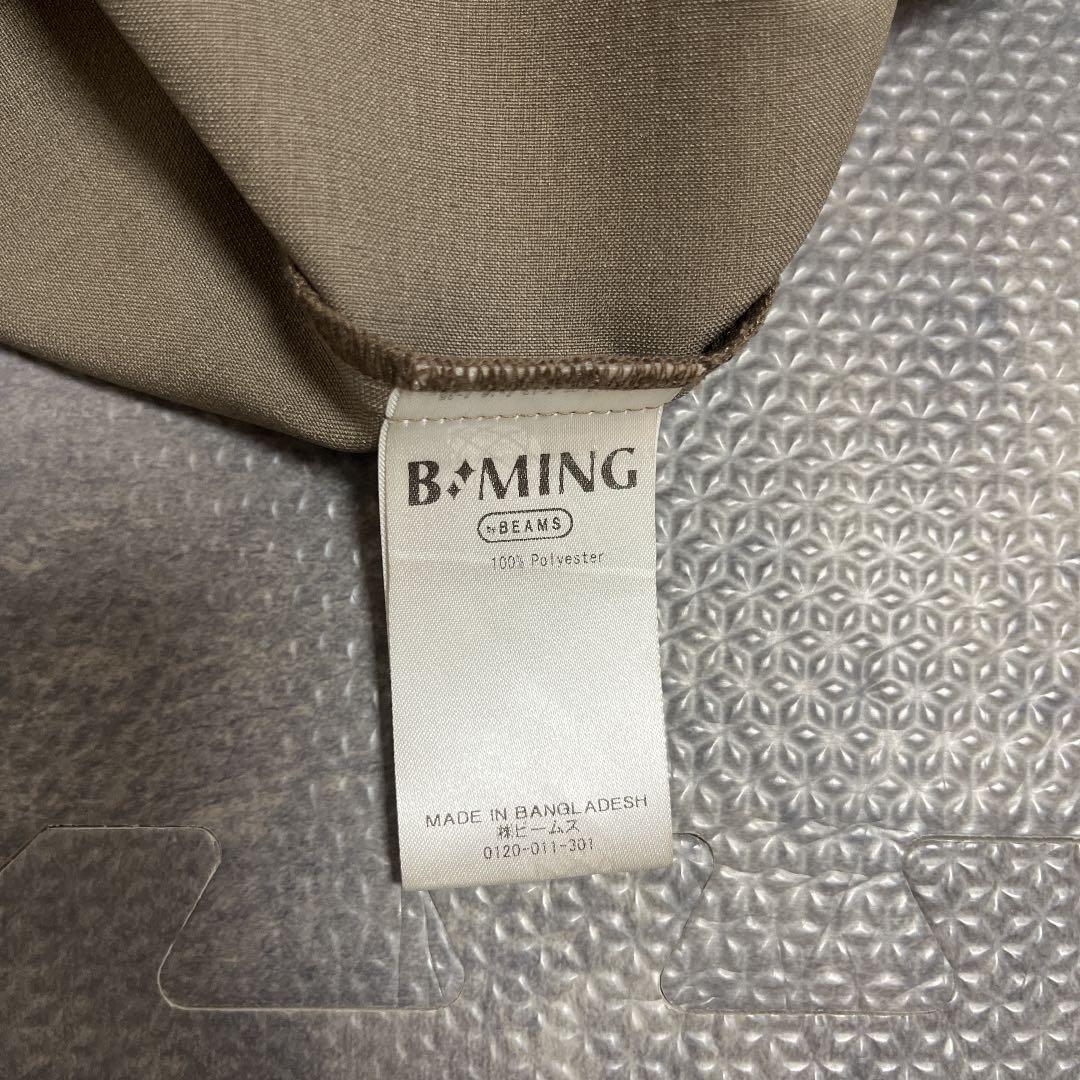 B:MING
by BEAMS
100% Polyester
MADE IN BANGLADESH
㈱ビームス
0120-011-301